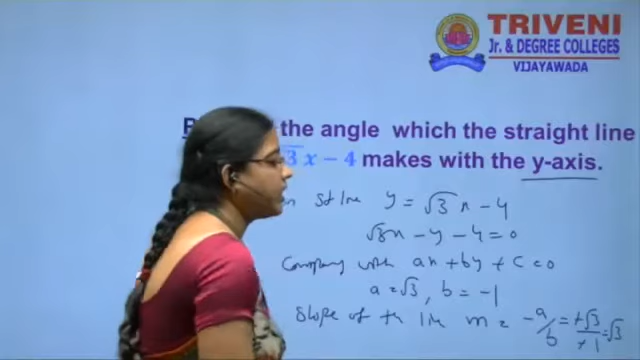 TRIVENI
Jr. & DEGREE COLLEGES
VIJAYAWADA
the angle which the straight line
√3 x − 4 makes with the y-axis.
st line y = √3 x − 4
√3x − y − 4 = 0
Comparing with ax + by + c = 0
a = √3, b = −1
Slope of the line m = −a/b = +√3/+1 = √3